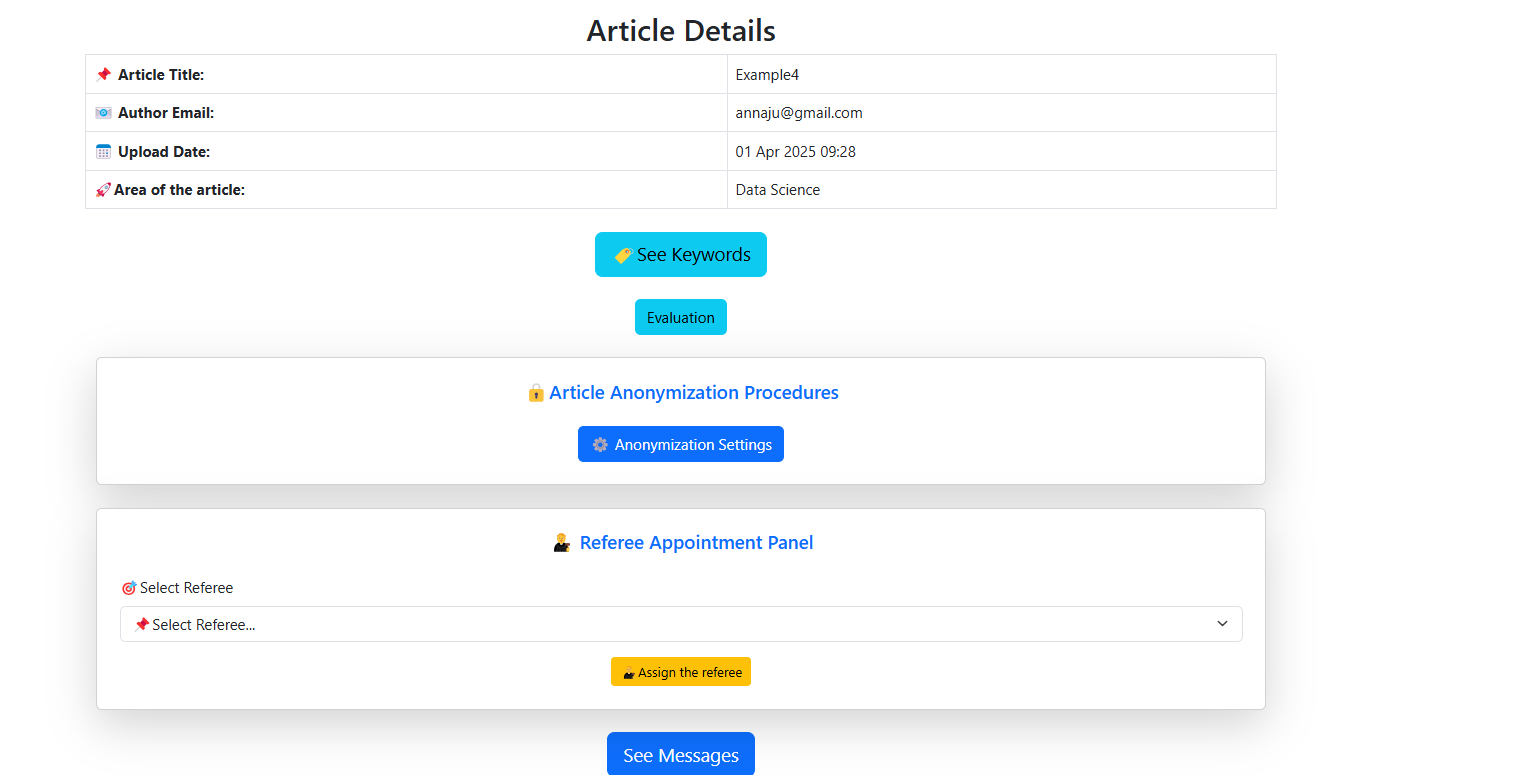 Article Details
Article Title: Example4
Author Email: annaju@gmail.com
Upload Date: 01 Apr 2025 09:28
Area of the article: Data Science
See Keywords
Evaluation
Article Anonymization Procedures
Anonymization Settings
Referee Appointment Panel
Select Referee
Select Referee...
Assign the referee
See Messages